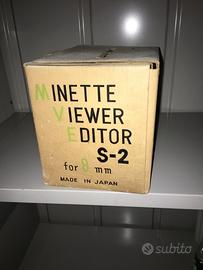 MINETTE
VIEWER
EDITOR
S-2
for 8 mm
MADE IN JAPAN
subito